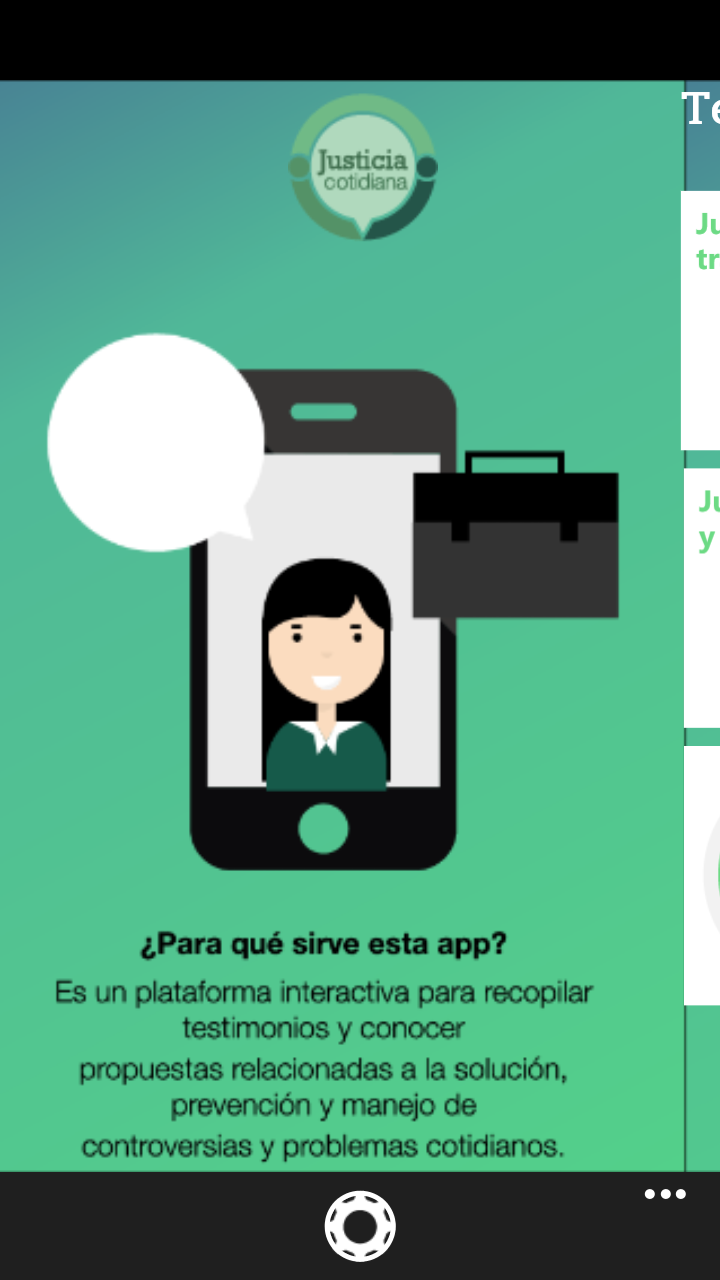 Justicia
cotidiana
¿Para qué sirve esta app?
Es un plataforma interactiva para recopilar
testimonios y conocer
propuestas relacionadas a la solución,
prevención y manejo de
controversias y problemas cotidianos.
Te
Ju
tr
Ju
y